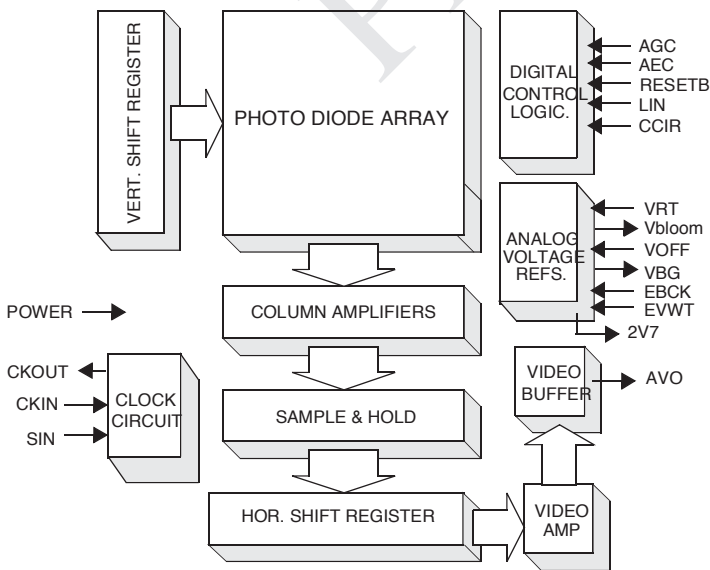 VERT. SHIFT REGISTER
PHOTO DIODE ARRAY
DIGITAL
CONTROL
LOGIC.
AGC
AEC
RESETB
LIN
CCIR
ANALOG
VOLTAGE
REFS.
VRT
Vbloom
VOFF
VBG
EBCK
EVWT
2V7
COLUMN AMPLIFIERS
POWER
CKOUT
CKIN
SIN
CLOCK
CIRCUIT
SAMPLE & HOLD
VIDEO
BUFFER
AVO
HOR. SHIFT REGISTER
VIDEO
AMP